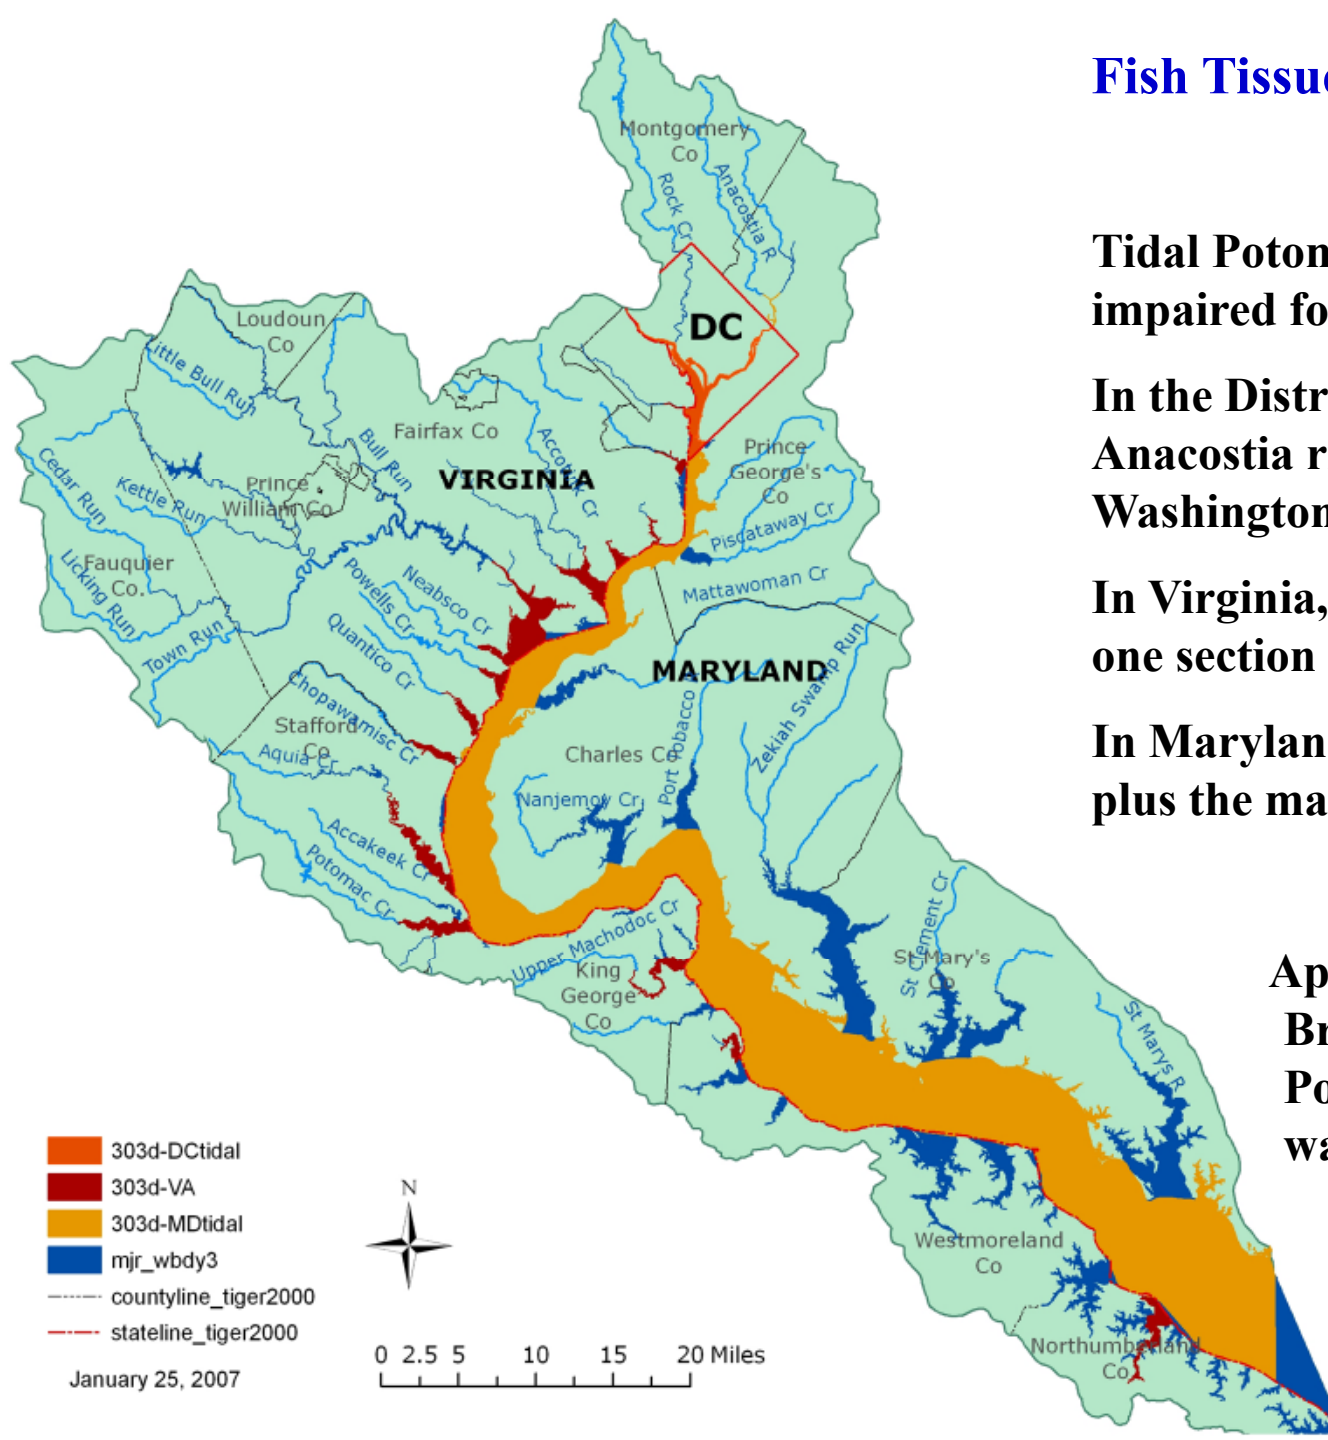 Fish Tissue
Tidal Potom
impaired fo
In the Distr
Anacostia r
Washington
In Virginia,
one section
In Marylan
plus the ma
Ap
Br
Po
wa
Montgomery
Co
Rock Cr
Anacostia R
DC
Loudoun
Co
Little Bull Run
Fairfax Co
Bull Run
Accotink Cr
VIRGINIA
Prince
George's
Co
Cedar Run
Kettle Run
Prince
William Co
Piscataway Cr
Fauquier
Co.
Licking Run
Town Run
Neabsco Cr
Powells Cr
Quantico Cr
Mattawoman Cr
MARYLAND
Zekiah Swamp Run
Port Tobacco
Chopawamsic Cr
Stafford
Co
Aquia Cr
Charles Co
Nanjemoy Cr
Accakeek Cr
Potomac Cr
Upper Machodoc Cr
King
George
Co
St Clement Cr
St Mary's
Co
St Marys R
Westmoreland
Co
Northumberland
Co
303d-DCtidal
303d-VA
303d-MDtidal
mjr_wbdy3
countyline_tiger2000
stateline_tiger2000
January 25, 2007
N
0 2.5 5 10 15 20 Miles